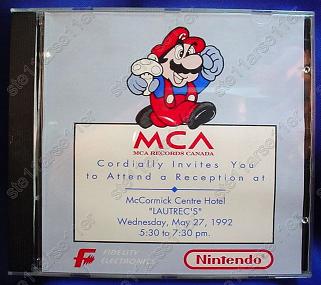 MCA
MCA RECORDS CANADA
Cordially Invites You
to Attend a Reception at
McCormick Centre Hotel
"LAUTREC'S"
Wednesday, May 27, 1992
5:30 to 7:30 pm.
FIDELITY
ELECTRONICS
Nintendo